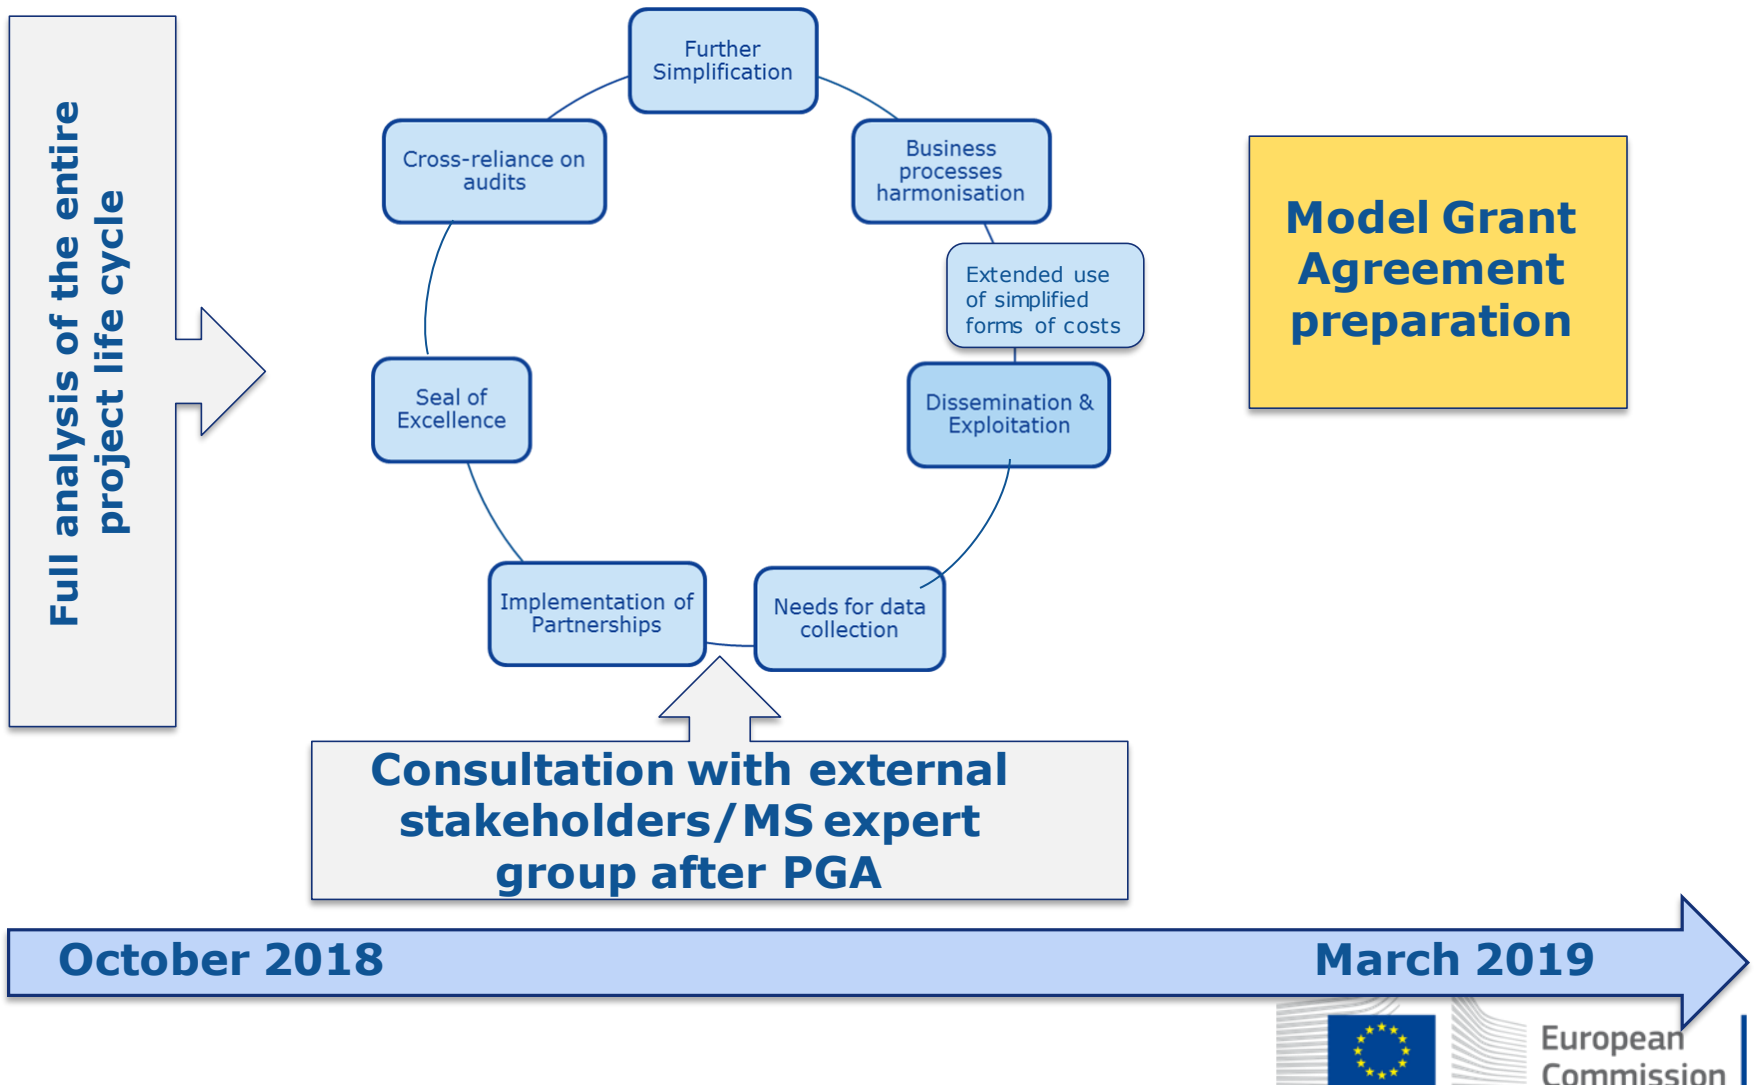 Full analysis of the entire
project life cycle
Further
Simplification
Cross-reliance on
audits
Business
processes
harmonisation
Extended use
of simplified
forms of costs
Seal of
Excellence
Dissemination &
Exploitation
Implementation of
Partnerships
Needs for data
collection
Model Grant
Agreement
preparation
Consultation with external
stakeholders/MS expert
group after PGA
October 2018
March 2019
European
Commission